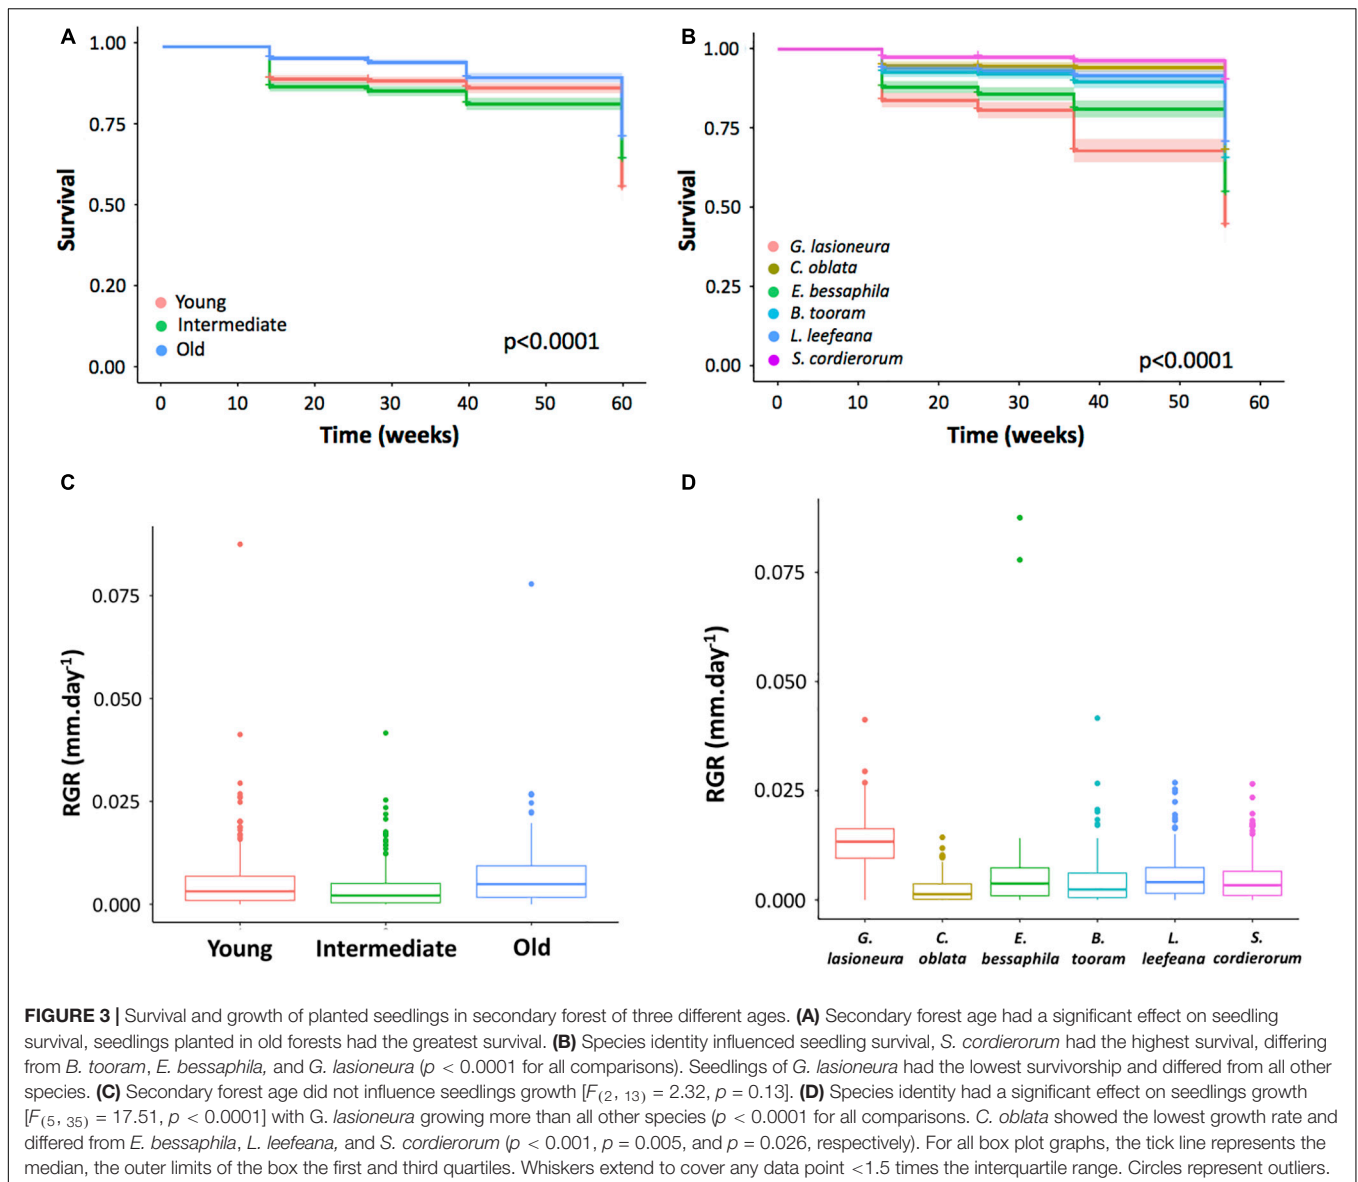 A
1.00
0.75
0.50
0.20
0.00
Survival
Young
Intermediate
Old
p<0.0001
0 10 20 30 40 50 60
Time (weeks)
B
1.00
0.75
0.50
0.25
0.00
Survival
G. lasioneura
C. oblata
E. bessaphila
B. tooram
L. leefeana
S. cordierorum
p<0.0001
0 10 20 30 40 50 60
Time (weeks)
C
0.075
0.050
0.025
0.000
RGR (mm.day-1)
Young Intermediate Old
D
0.075
0.050
0.025
0.000
RGR (mm.day-1)
G. C. E. B. L. S.
lasioneura oblata bessaphila tooram leefeana cordierorum
FIGURE 3 | Survival and growth of planted seedlings in secondary forest of three different ages. (A) Secondary forest age had a significant effect on seedling
survival, seedlings planted in old forests had the greatest survival. (B) Species identity influenced seedling survival, S. cordierorum had the highest survival, differing
from B. tooram, E. bessaphila, and G. lasioneura (p < 0.0001 for all comparisons). Seedlings of G. lasioneura had the lowest survivorship and differed from all other
species. (C) Secondary forest age did not influence seedlings growth [F(2, 13) = 2.32, p = 0.13]. (D) Species identity had a significant effect on seedlings growth
[F(5, 35) = 17.51, p < 0.0001] with G. lasioneura growing more than all other species (p < 0.0001 for all comparisons. C. oblata showed the lowest growth rate and
differed from E. bessaphila, L. leefeana, and S. cordierorum (p < 0.001, p = 0.005, and p = 0.026, respectively). For all box plot graphs, the tick line represents the
median, the outer limits of the box the first and third quartiles. Whiskers extend to cover any data point <1.5 times the interquartile range. Circles represent outliers.